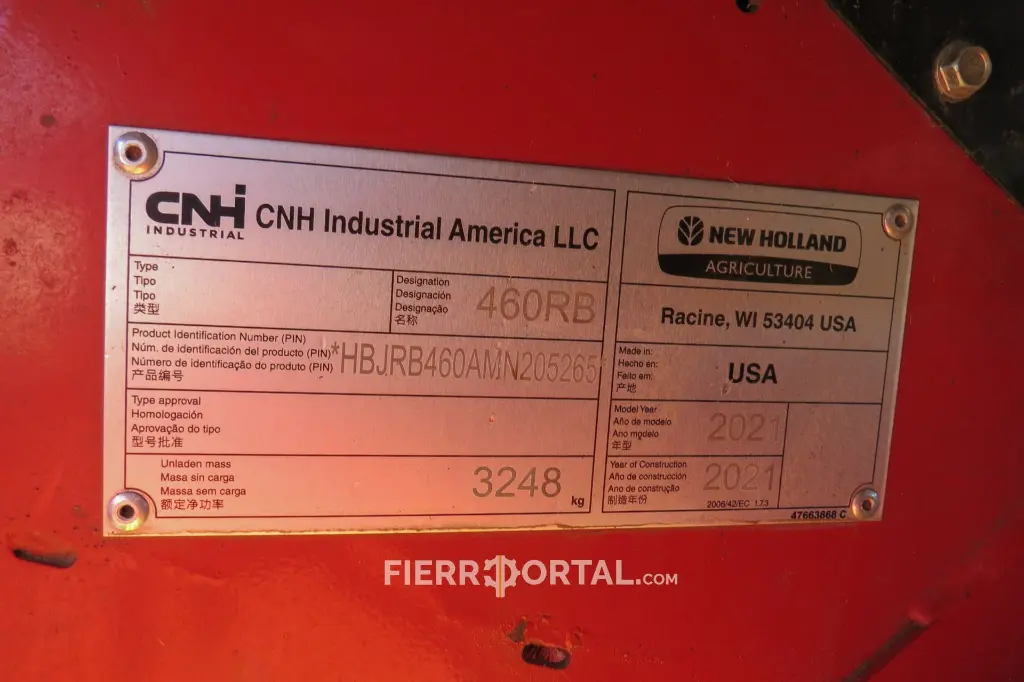 CNHi
INDUSTRIAL
CNH Industrial America LLC
Type
Tipo
Tipo
类型
Designation
Designación
Designação
名称
460RB
Product Identification Number (PIN)
Núm. de identificación del producto (PIN)
Número de identificação do produto (PIN)
产品编号
*HBJRB460AMN205265*
Type approval
Homologación
Aprovação do tipo
型号批准
Unladen mass
Masa sin carga
Massa sem carga
额定净功率
3248 kg
NEW HOLLAND
AGRICULTURE
Racine, WI 53404 USA
Made in:
Hecho en:
Feito em:
产地
USA
Model Year
Año de modelo
Ano modelo
年型
2021
Year of Construction
Año de construcción
Ano de construção
制造年份
2021
2006/42/EC 1.7.3
47663868 C
FIERROPORTAL.COM